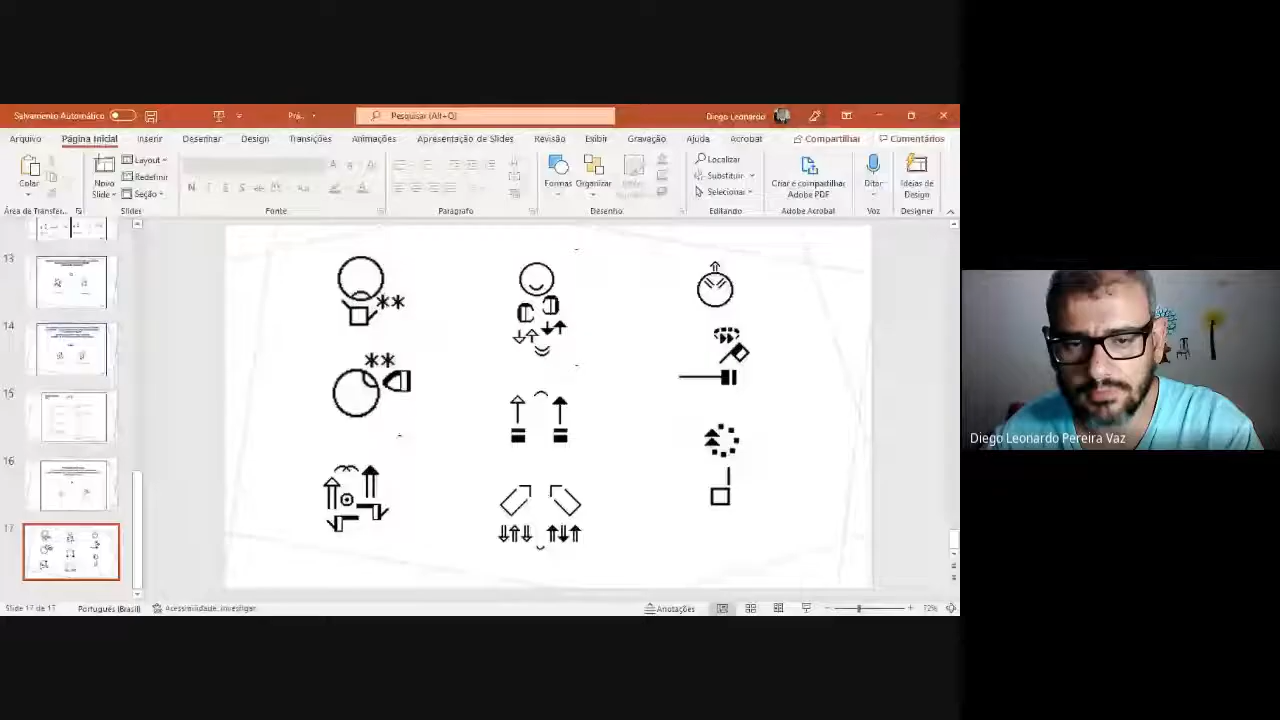 Salvamento Automático
Prá...
Pesquisar (Alt+Q)
Diego Leonardo
Arquivo Página Inicial Inserir Desenhar Design Transições Animações Apresentação de Slides Revisão Exibir Gravação Ajuda Acrobat Compartilhar Comentários
Colar
Novo Slide
Layout
Redefinir
Seção
Formas Organizar
Localizar
Substituir
Selecionar
Criar e compartilhar Adobe PDF
Ditar
Ideias de Design
Área de Transfer... Slides Fonte Parágrafo Desenho Editando Adobe Acrobat Voz Designer
13
14
15
16
17
Slide 17 de 17 Português (Brasil) Acessibilidade: investigar Anotações 72%
Diego Leonardo Pereira Vaz